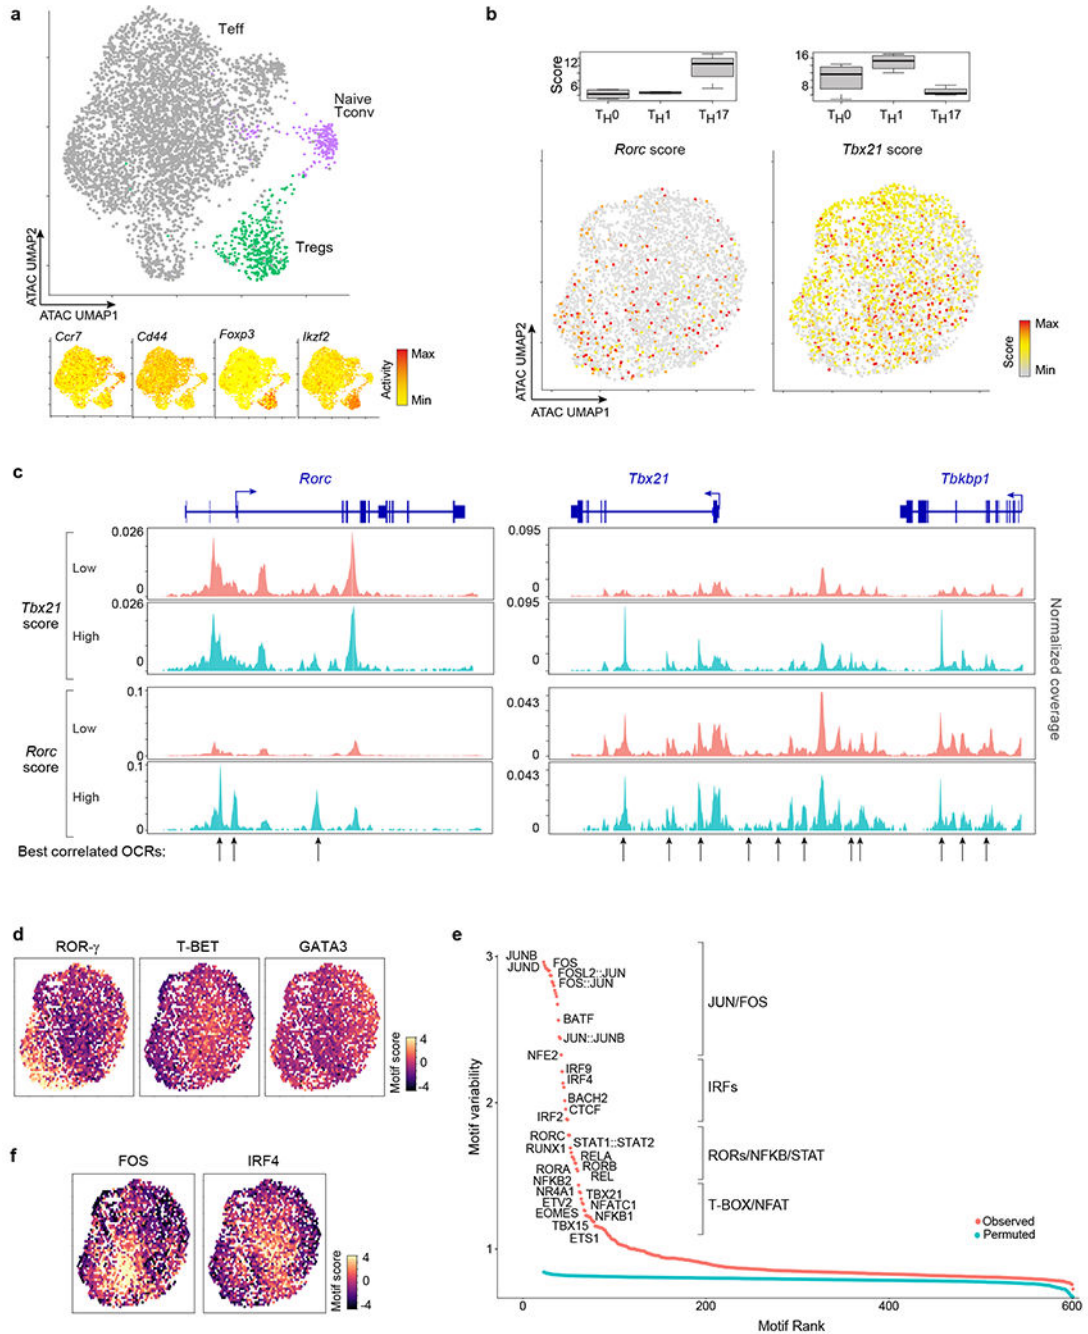 a
Teff
Naive
Tconv
Tregs
ATAC UMAP2
ATAC UMAP1
Ccr7
Cd44
Foxp3
Ikzf2
Activity
Max
Min
b
Score
12
6
TH0
TH1
TH17
16
8
TH0
TH1
TH17
Rorc score
Tbx21 score
ATAC UMAP2
ATAC UMAP1
Score
Max
Min
c
Rorc
Tbx21
Tbkbp1
Tbx21
score
Low
0.026
0
0.095
0
High
0.026
0
0.095
0
Rorc
score
Low
0.1
0
0.043
0
High
0.1
0
0.043
0
Normalized coverage
Best correlated OCRs:
d
ROR-γ
T-BET
GATA3
Motif score
4
0
-4
e
Motif variability
3
2
1
JUNB
FOS
JUND
FOSL2::JUN
FOS::JUN
BATF
JUN::JUNB
NFE2
IRF9
IRF4
BACH2
CTCF
IRF2
RORC
STAT1::STAT2
RUNX1
RELA
RORB
RORA
REL
NFKB2
NR4A1
TBX21
ETV2
NFATC1
EOMES
NFKB1
TBX15
ETS1
JUN/FOS
IRFs
RORs/NFKB/STAT
T-BOX/NFAT
Observed
Permuted
0
200
400
600
Motif Rank
f
FOS
IRF4
Motif score
4
0
-4